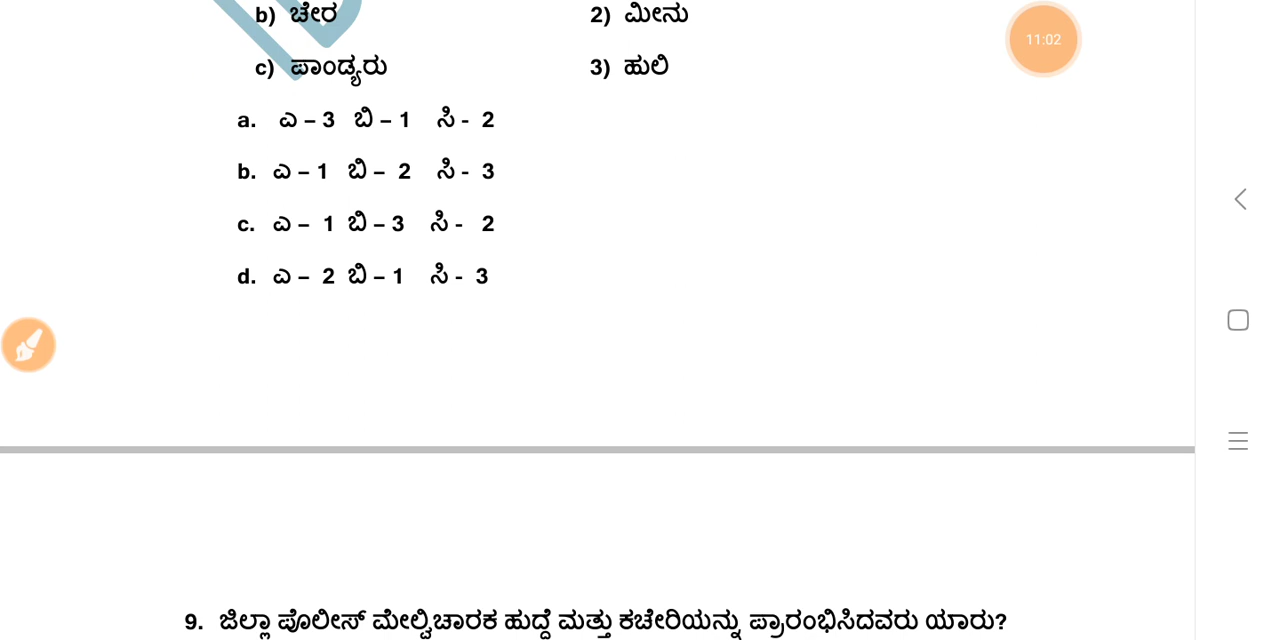 b) ಚೇರ 2) ಮೀನು
11:02
c) ಪಾಂಡ್ಯರು 3) ಹುಲಿ
a. ಎ – 3 ಬಿ – 1 ಸಿ - 2
b. ಎ – 1 ಬಿ – 2 ಸಿ - 3
c. ಎ – 1 ಬಿ – 3 ಸಿ - 2
d. ಎ – 2 ಬಿ – 1 ಸಿ - 3
9. ಜಿಲ್ಲಾ ಪೊಲೀಸ್ ಮೇಲ್ವಿಚಾರಕ ಹುದ್ದೆ ಮತ್ತು ಕಚೇರಿಯನ್ನು ಪ್ರಾರಂಭಿಸಿದವರು ಯಾರು?